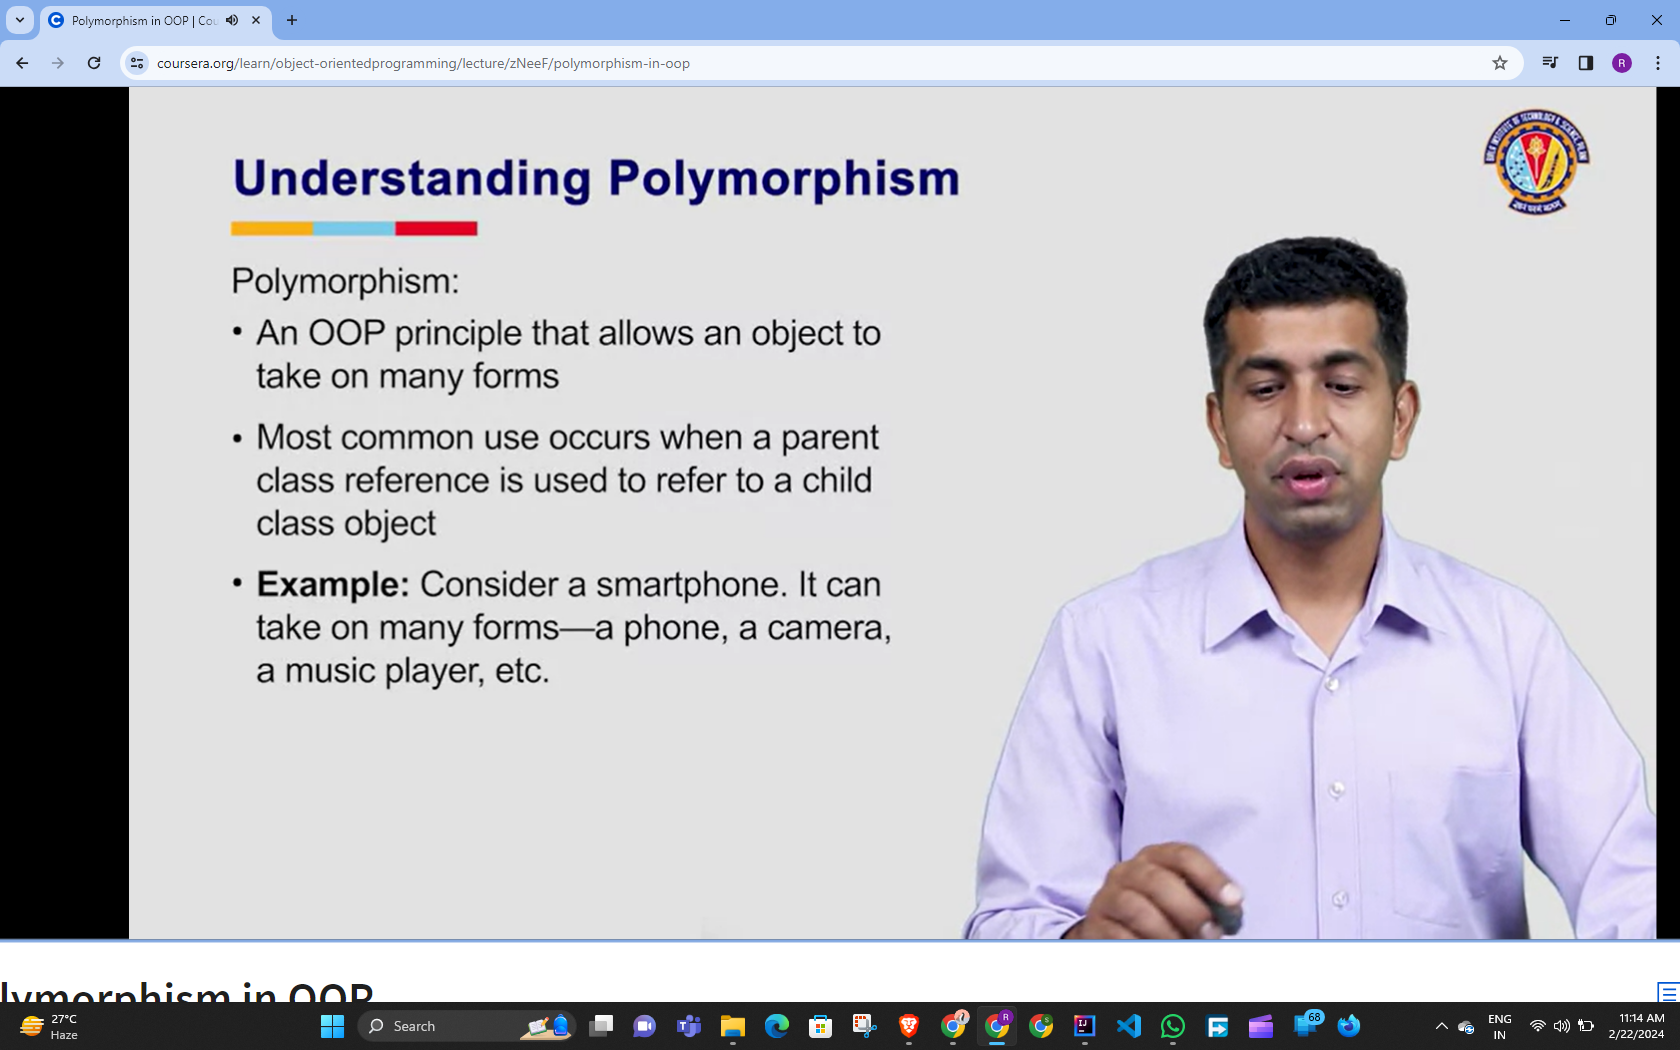 Polymorphism in OOP | Cou
coursera.org/learn/object-orientedprogramming/lecture/zNeeF/polymorphism-in-oop
R
Understanding Polymorphism
Polymorphism:
• An OOP principle that allows an object to
take on many forms
• Most common use occurs when a parent
class reference is used to refer to a child
class object
• Example: Consider a smartphone. It can
take on many forms—a phone, a camera,
a music player, etc.
lymorphism in OOP
27°C
Haze
Search
R
68
ENG
IN
11:14 AM
2/22/2024